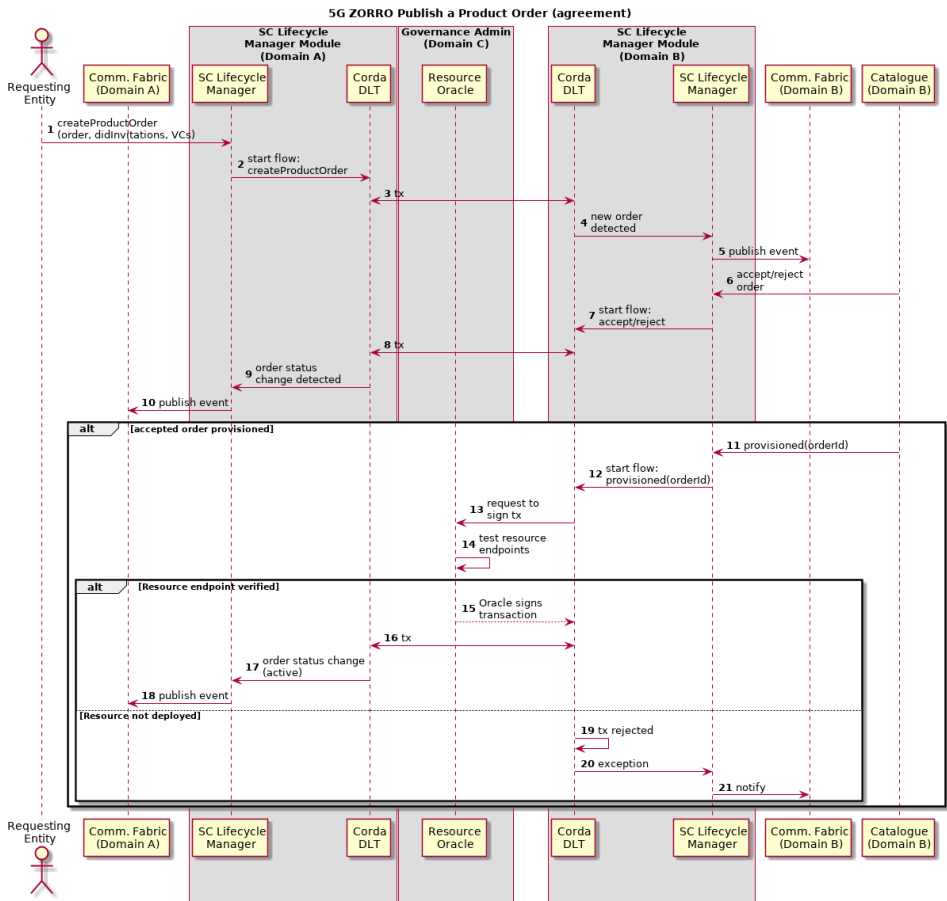 5G ZORRO Publish a Product Order (agreement)
SC Lifecycle
Manager Module
(Domain A)
Governance Admin
(Domain C)
SC Lifecycle
Manager Module
(Domain B)
Requesting
Entity
Comm. Fabric
(Domain A)
SC Lifecycle
Manager
Corda
DLT
Resource
Oracle
Corda
DLT
SC Lifecycle
Manager
Comm. Fabric
(Domain B)
Catalogue
(Domain B)
1 createProductOrder
(order, didInvitations, VCs)
2 start flow:
createProductOrder
3 tx
4 new order
detected
5 publish event
6 accept/reject
order
7 start flow:
accept/reject
8 tx
9 order status
change detected
10 publish event
alt [accepted order provisioned]
11 provisioned(orderId)
12 start flow:
provisioned(orderId)
13 request to
sign tx
14 test resource
endpoints
alt [Resource endpoint verified]
15 Oracle signs
transaction
16 tx
17 order status change
(active)
18 publish event
[Resource not deployed]
19 tx rejected
20 exception
21 notify
Requesting
Entity
Comm. Fabric
(Domain A)
SC Lifecycle
Manager
Corda
DLT
Resource
Oracle
Corda
DLT
SC Lifecycle
Manager
Comm. Fabric
(Domain B)
Catalogue
(Domain B)